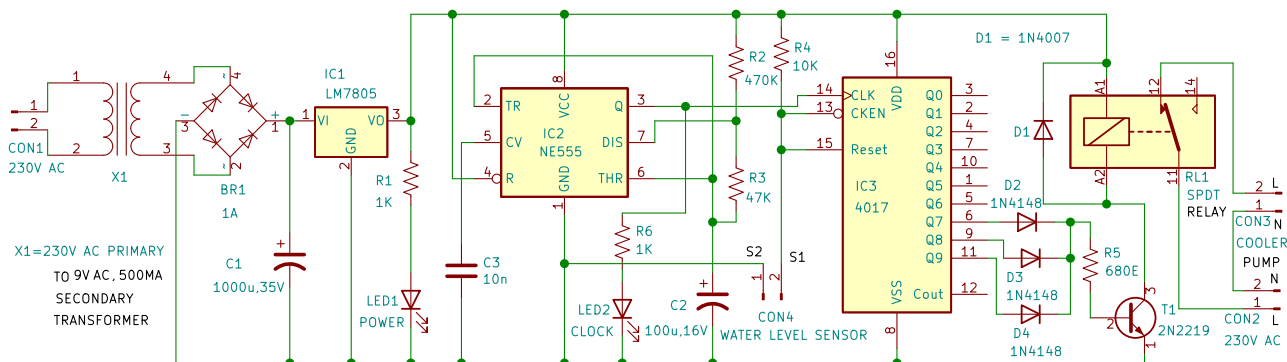 1
2
CON1
230V AC
1
2
4
3
X1
X1=230V AC PRIMARY
TO 9V AC, 500MA
SECONDARY
TRANSFORMER
~
4
-
3
+
1
2
~
BR1
1A
C1
1000u,35V
+
IC1
LM7805
1
VI
VO
3
GND
2
R1
1K
LED1
POWER
C3
10n
2
TR
5
CV
4
R
8
VCC
IC2
NE555
GND
1
Q
3
DIS
7
THR
6
R6
1K
LED2
CLOCK
R2
470K
R3
47K
R4
10K
+
C2
100u,16V
S2
S1
1
2
CON4
WATER LEVEL SENSOR
14
CLK
13
CKEN
15
Reset
16
VDD
IC3
4017
VSS
8
Q0
3
Q1
2
Q2
4
Q3
7
Q4
10
Q5
1
Q6
5
Q7
6
Q8
9
Q9
11
Cout
12
D2
1N4148
D3
1N4148
D4
1N4148
R5
680E
D1 = 1N4007
D1
A1
A2
12
14
11
RL1
SPDT
RELAY
3
2
1
T1
2N2219
2
L
1
N
CON3
COOLER
PUMP
N
2
1
L
CON2
230V AC